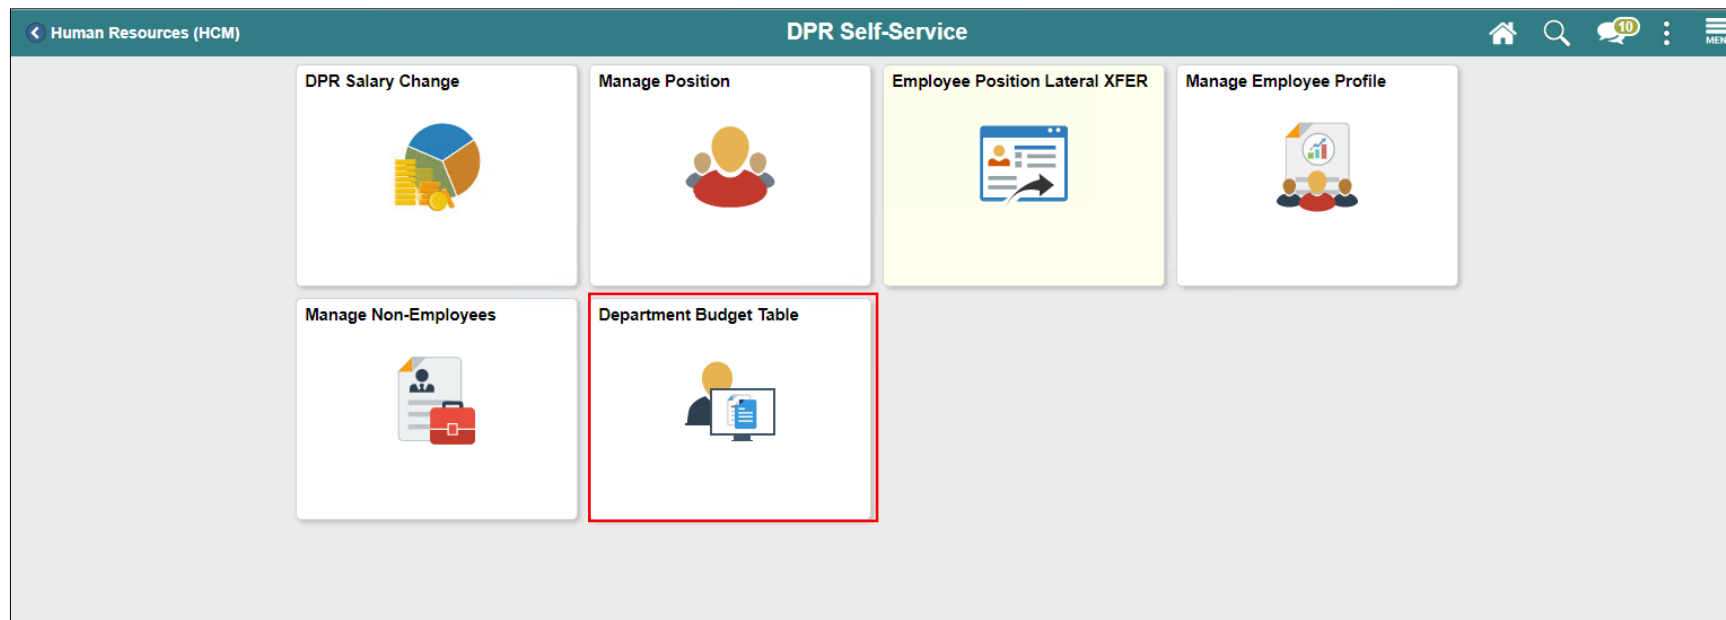 Human Resources (HCM)
DPR Self-Service
10
MEN
DPR Salary Change
Manage Position
Employee Position Lateral XFER
Manage Employee Profile
Manage Non-Employees
Department Budget Table